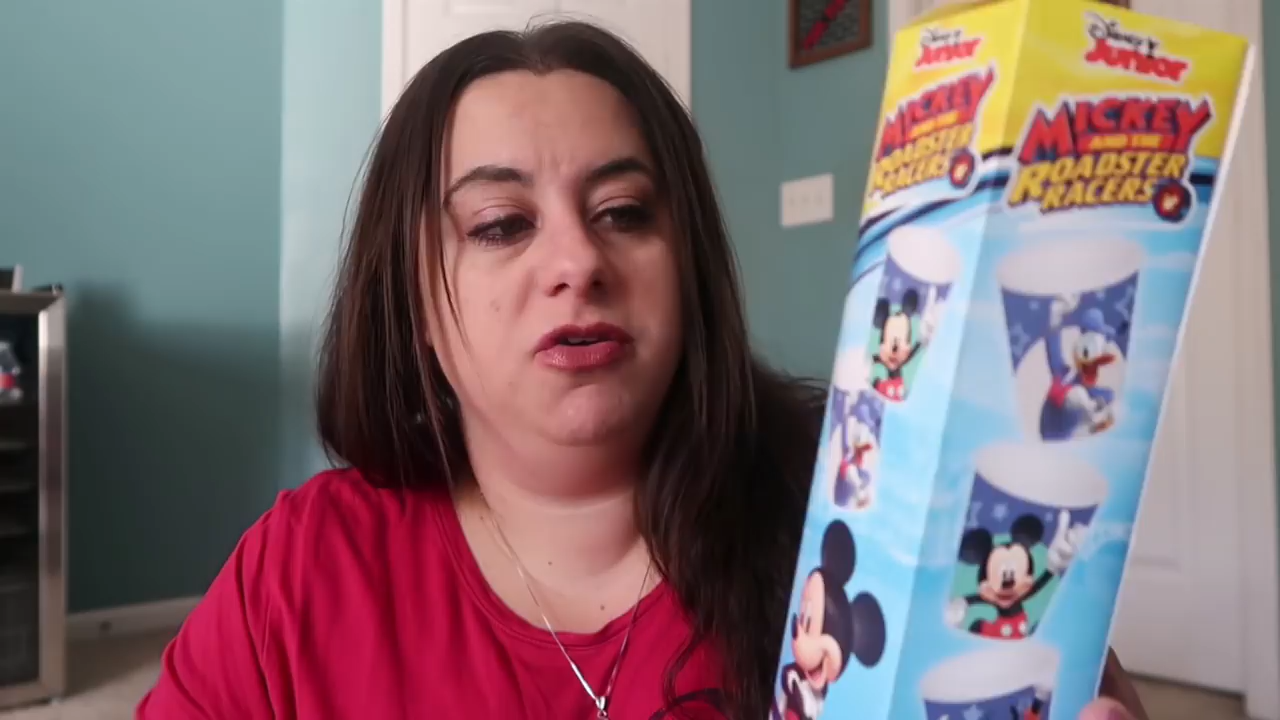 Disney
Junior
MICKEY
AND THE
ROADSTER
RACERS
Disney
Junior
MICKEY
AND THE
ROADSTER
RACERS